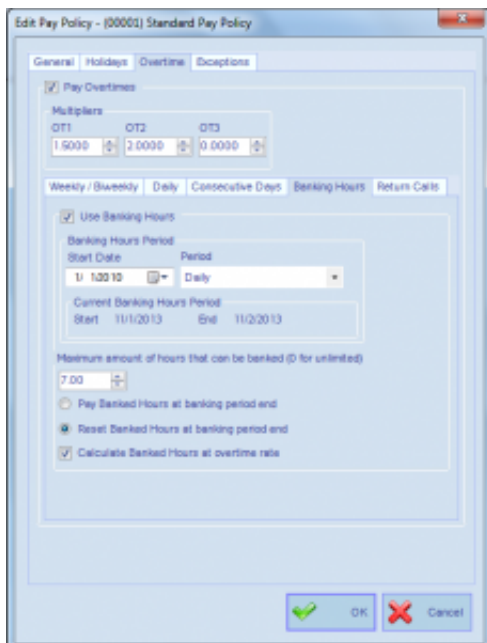 Edit Pay Policy - (00001) Standard Pay Policy
General Holidays Overtime Exceptions
Pay Overtimes
Multipliers
OT1 OT2 OT3
1.5000 2.0000 0.0000
Weekly / Biweekly Daily Consecutive Days Banking Hours Return Calls
Use Banking Hours
Banking Hours Period
Start Date Period
1/ 1/2010 Daily
Current Banking Hours Period
Start 11/1/2013 End 11/2/2013
Maximum amount of hours that can be banked (0 for unlimited)
7.00
Pay Banked Hours at banking period end
Reset Banked Hours at banking period end
Calculate Banked Hours at overtime rate
OK Cancel